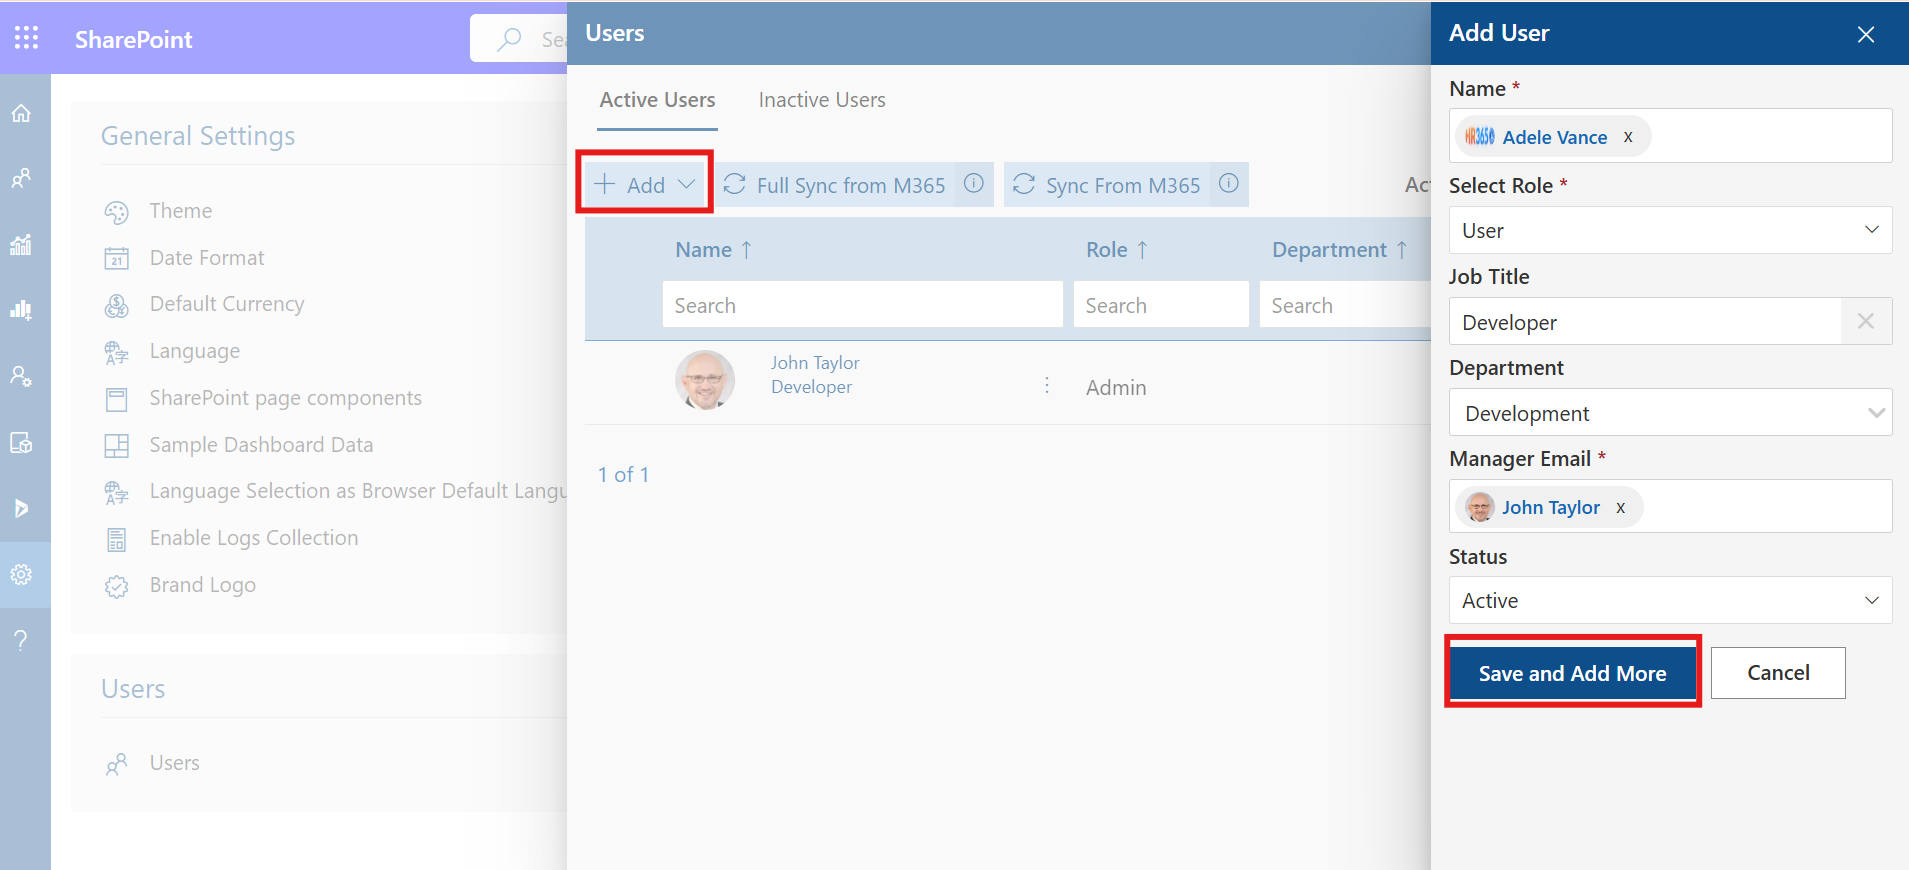 SharePoint
Sea
General Settings
Theme
21
Date Format
Default Currency
Language
SharePoint page components
Sample Dashboard Data
Language Selection as Browser Default Langu
Enable Logs Collection
Brand Logo
?
Users
Users
Users
Active Users
Inactive Users
Add
Full Sync from M365
Sync From M365
Act
Name ↑
Role ↑
Department ↑
Search
Search
Search
John Taylor
Developer
Admin
1 of 1
Add User
Name *
HR365 Adele Vance x
Select Role *
User
Job Title
Developer
Department
Development
Manager Email *
John Taylor x
Status
Active
Save and Add More
Cancel